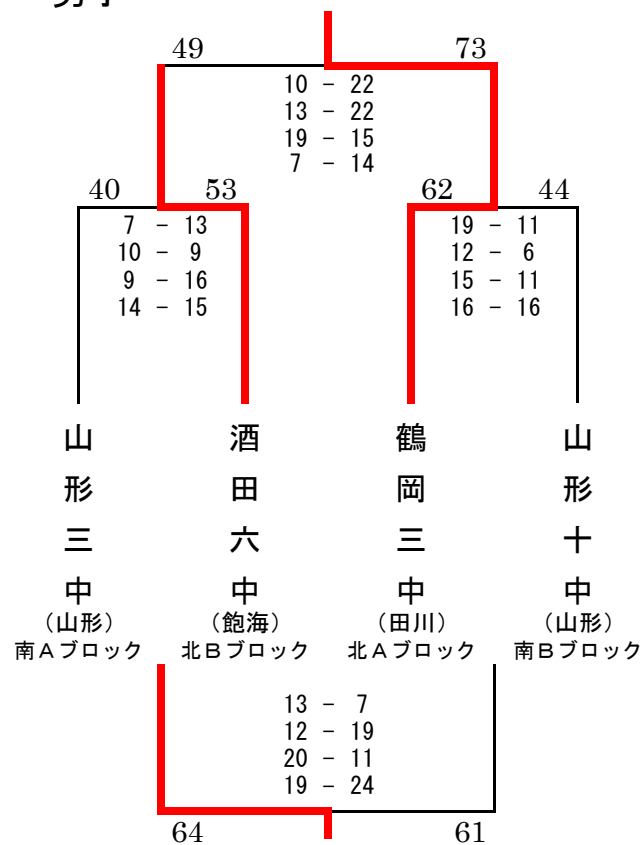 49 73
10 - 22
13 - 22
19 - 15
7 - 14
40 53 62 44
7 - 13
10 - 9
9 - 16
14 - 15
19 - 11
12 - 6
15 - 11
16 - 16
山形三中
(山形)
南Aブロック
酒田六中
(飽海)
北Bブロック
鶴岡三中
(田川)
北Aブロック
山形十中
(山形)
南Bブロック
13 - 7
12 - 19
20 - 11
19 - 24
64 61